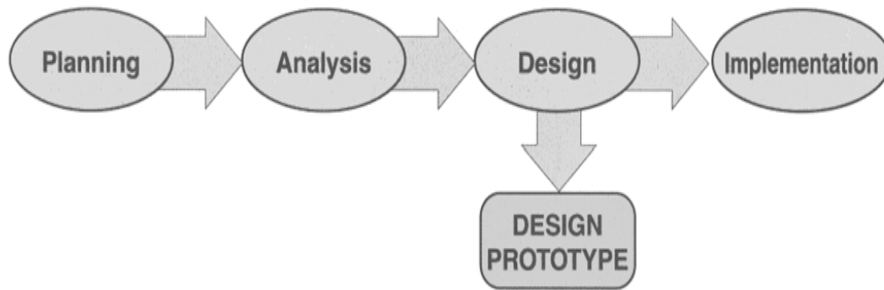 Planning
Analysis
Design
Implementation
DESIGN
PROTOTYPE